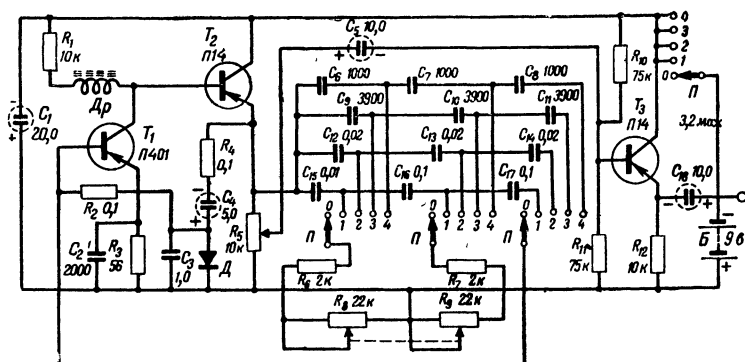 R1 10к
Др
C1 20,0
T1 П401
R2 0,1
C2 2000
R3 56
C3 1,0
Д
T2 П14
R4 0,1
C4 5,0
R5 10к
C5 10,0
C6 1000
C7 1000
C8 1000
C9 3900
C10 3900
C11 3900
C12 0,02
C13 0,02
C14 0,02
C15 0,01
C16 0,1
C17 0,1
0 1 2 3 4
П
0 1 2 3 4
П
0 1 2 3 4
П
R6 2к
R7 2к
R8 22к
R9 22к
R10 75к
T3 П14
R11 75к
R12 10к
0
3
2
1
0
П
3,2 мах
C18 10,0
Б 9в